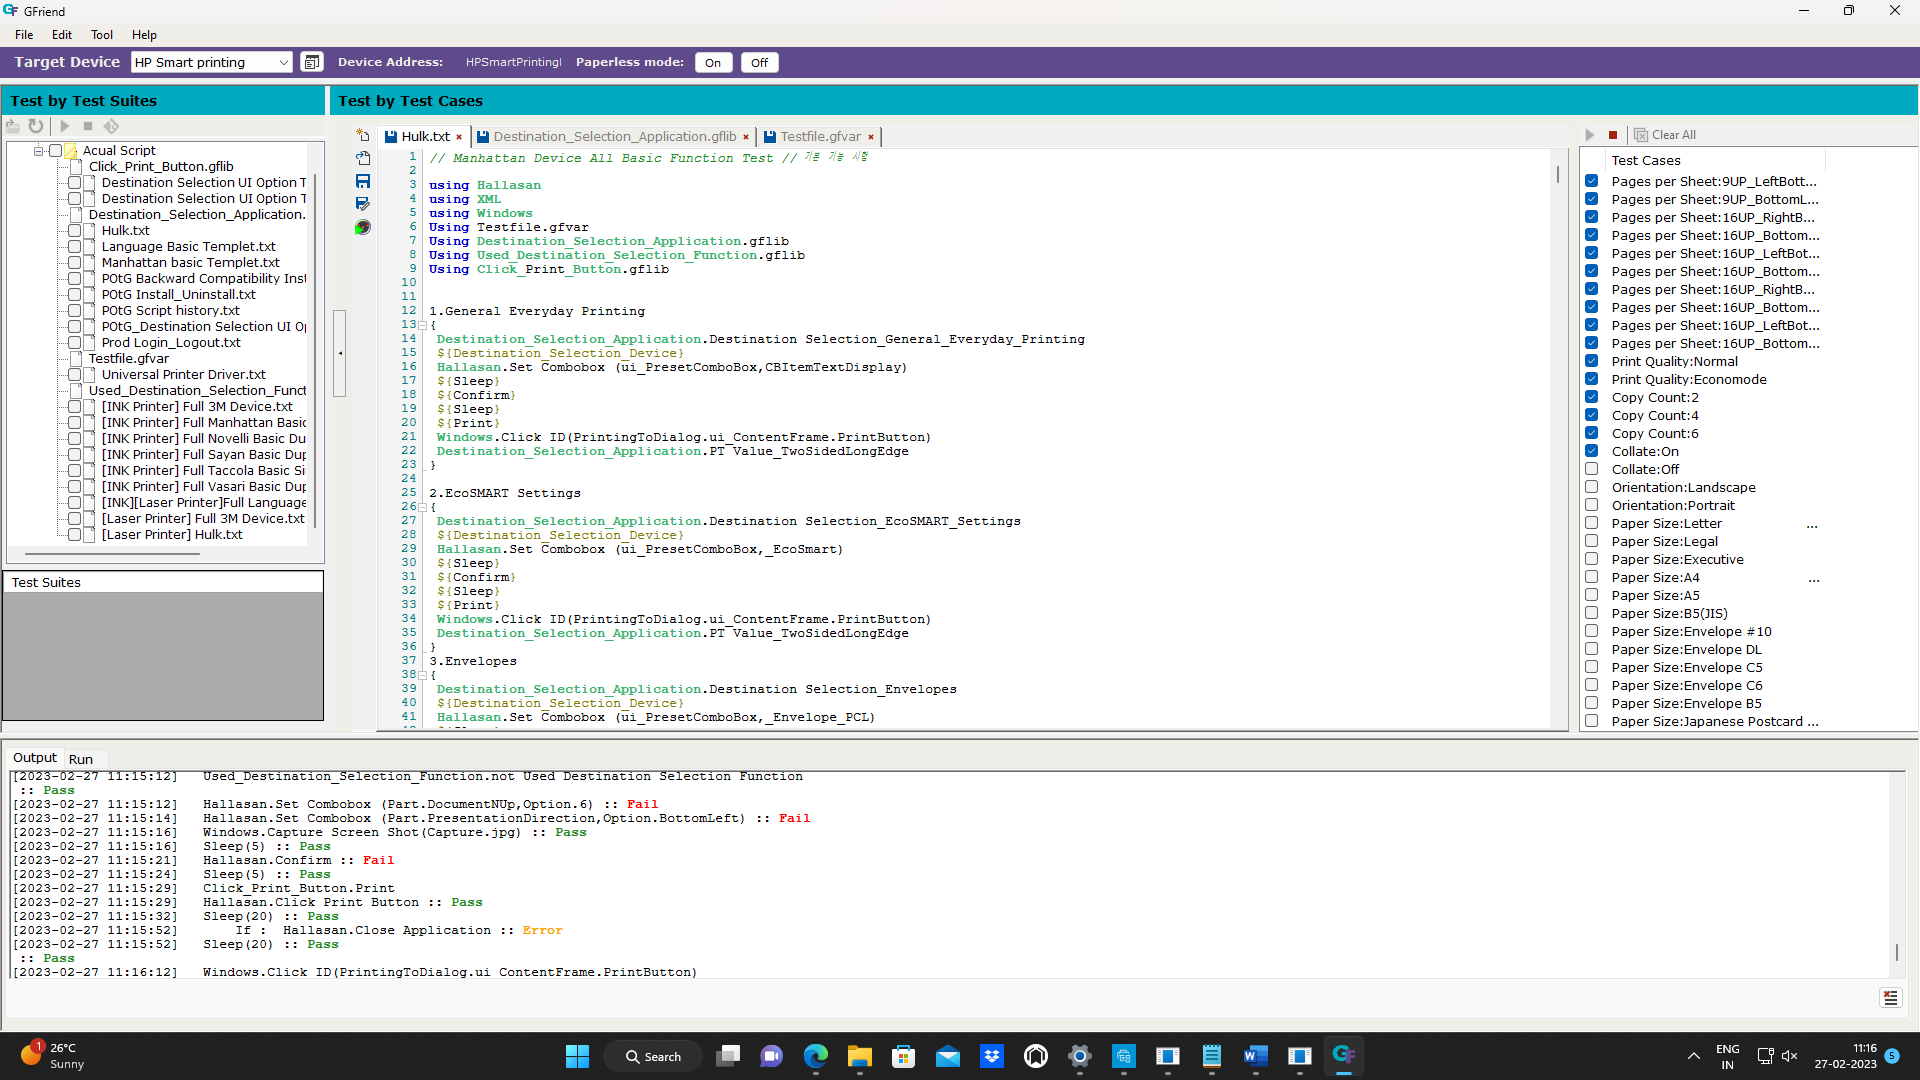 GFriend
File Edit Tool Help
Target Device HP Smart printing Device Address: HPSmartPrintingI Paperless mode: On Off
Test by Test Suites
Acual Script
Click_Print_Button.gflib
Destination Selection UI Option T
Destination Selection UI Option T
Destination_Selection_Application.
Hulk.txt
Language Basic Templet.txt
Manhattan basic Templet.txt
POtG Backward Compatibility Inst
POtG Install_Uninstall.txt
POtG Script history.txt
POtG_Destination Selection UI Op
Prod Login_Logout.txt
Testfile.gfvar
Universal Printer Driver.txt
Used_Destination_Selection_Funct
[INK Printer] Full 3M Device.txt
[INK Printer] Full Manhattan Basic
[INK Printer] Full Novelli Basic Du
[INK Printer] Full Sayan Basic Dup
[INK Printer] Full Taccola Basic Si
[INK Printer] Full Vasari Basic Dup
[INK][Laser Printer]Full Language
[Laser Printer] Full 3M Device.txt
[Laser Printer] Hulk.txt
Test Suites
Test by Test Cases
Hulk.txt × Destination_Selection_Application.gflib × Testfile.gfvar ×
1 // Manhattan Device All Basic Function Test // 기본 기능 시험
2
3 using Hallasan
4 using XML
5 using Windows
6 Using Testfile.gfvar
7 Using Destination_Selection_Application.gflib
8 Using Used_Destination_Selection_Function.gflib
9 Using Click_Print_Button.gflib
10
11
12 1.General Everyday Printing
13 {
14 Destination_Selection_Application.Destination Selection_General_Everyday_Printing
15 ${Destination_Selection_Device}
16 Hallasan.Set Combobox (ui_PresetComboBox,CBItemTextDisplay)
17 ${Sleep}
18 ${Confirm}
19 ${Sleep}
20 ${Print}
21 Windows.Click ID(PrintingToDialog.ui_ContentFrame.PrintButton)
22 Destination_Selection_Application.PT Value_TwoSidedLongEdge
23 }
24
25 2.EcoSMART Settings
26 {
27 Destination_Selection_Application.Destination Selection_EcoSMART_Settings
28 ${Destination_Selection_Device}
29 Hallasan.Set Combobox (ui_PresetComboBox,_EcoSmart)
30 ${Sleep}
31 ${Confirm}
32 ${Sleep}
33 ${Print}
34 Windows.Click ID(PrintingToDialog.ui_ContentFrame.PrintButton)
35 Destination_Selection_Application.PT Value_TwoSidedLongEdge
36 }
37 3.Envelopes
38 {
39 Destination_Selection_Application.Destination Selection_Envelopes
40 ${Destination_Selection_Device}
41 Hallasan.Set Combobox (ui_PresetComboBox,_Envelope_PCL)
Clear All
Test Cases
Pages per Sheet:9UP_LeftBott...
Pages per Sheet:9UP_BottomL...
Pages per Sheet:16UP_RightB...
Pages per Sheet:16UP_Bottom...
Pages per Sheet:16UP_LeftBot...
Pages per Sheet:16UP_Bottom...
Pages per Sheet:16UP_RightB...
Pages per Sheet:16UP_Bottom...
Pages per Sheet:16UP_LeftBot...
Pages per Sheet:16UP_Bottom...
Print Quality:Normal
Print Quality:Economode
Copy Count:2
Copy Count:4
Copy Count:6
Collate:On
Collate:Off
Orientation:Landscape
Orientation:Portrait
Paper Size:Letter ...
Paper Size:Legal
Paper Size:Executive
Paper Size:A4 ...
Paper Size:A5
Paper Size:B5(JIS)
Paper Size:Envelope #10
Paper Size:Envelope DL
Paper Size:Envelope C5
Paper Size:Envelope C6
Paper Size:Envelope B5
Paper Size:Japanese Postcard ...
Output Run
[2023-02-27 11:15:12] Used_Destination_Selection_Function.not Used Destination Selection Function
:: Pass
[2023-02-27 11:15:12] Hallasan.Set Combobox (Part.DocumentNUp,Option.6) :: Fail
[2023-02-27 11:15:14] Hallasan.Set Combobox (Part.PresentationDirection,Option.BottomLeft) :: Fail
[2023-02-27 11:15:16] Windows.Capture Screen Shot(Capture.jpg) :: Pass
[2023-02-27 11:15:16] Sleep(5) :: Pass
[2023-02-27 11:15:21] Hallasan.Confirm :: Fail
[2023-02-27 11:15:24] Sleep(5) :: Pass
[2023-02-27 11:15:29] Click_Print_Button.Print
[2023-02-27 11:15:29] Hallasan.Click Print Button :: Pass
[2023-02-27 11:15:32] Sleep(20) :: Pass
[2023-02-27 11:15:52] If : Hallasan.Close Application :: Error
[2023-02-27 11:15:52] Sleep(20) :: Pass
:: Pass
[2023-02-27 11:16:12] Windows.Click ID(PrintingToDialog.ui_ContentFrame.PrintButton)
1 26°C
Sunny
Search
ENG
IN
11:16
27-02-2023
5